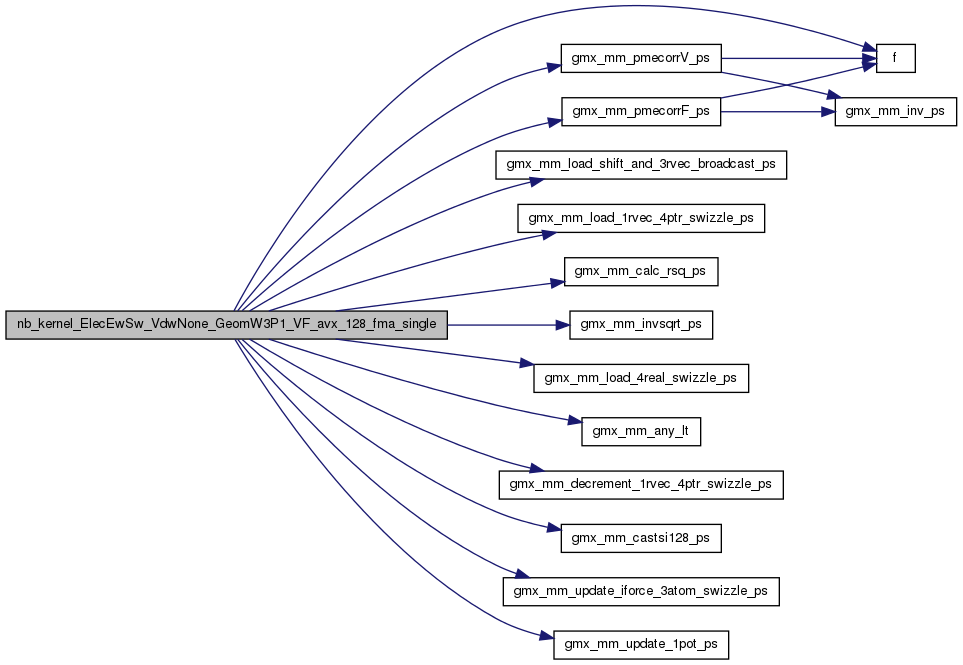 gmx_mm_pmecorrV_ps
f
gmx_mm_pmecorrF_ps
gmx_mm_inv_ps
gmx_mm_load_shift_and_3rvec_broadcast_ps
gmx_mm_load_1rvec_4ptr_swizzle_ps
gmx_mm_calc_rsq_ps
nb_kernel_ElecEwSw_VdwNone_GeomW3P1_VF_avx_128_fma_single
gmx_mm_invsqrt_ps
gmx_mm_load_4real_swizzle_ps
gmx_mm_any_lt
gmx_mm_decrement_1rvec_4ptr_swizzle_ps
gmx_mm_castsi128_ps
gmx_mm_update_iforce_3atom_swizzle_ps
gmx_mm_update_1pot_ps